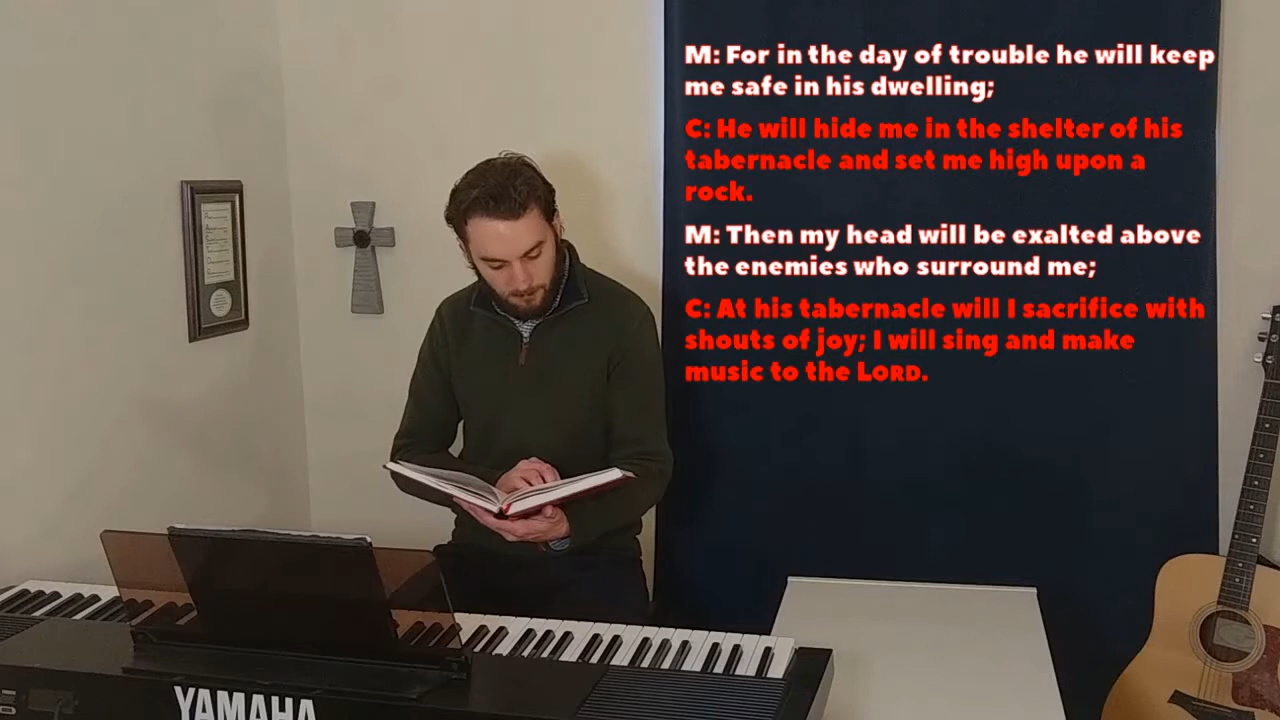 M: For in the day of trouble he will keep
me safe in his dwelling;
C: He will hide me in the shelter of his
tabernacle and set me high upon a
rock.
M: Then my head will be exalted above
the enemies who surround me;
C: At his tabernacle will I sacrifice with
shouts of joy; I will sing and make
music to the LORD.
YAMAHA